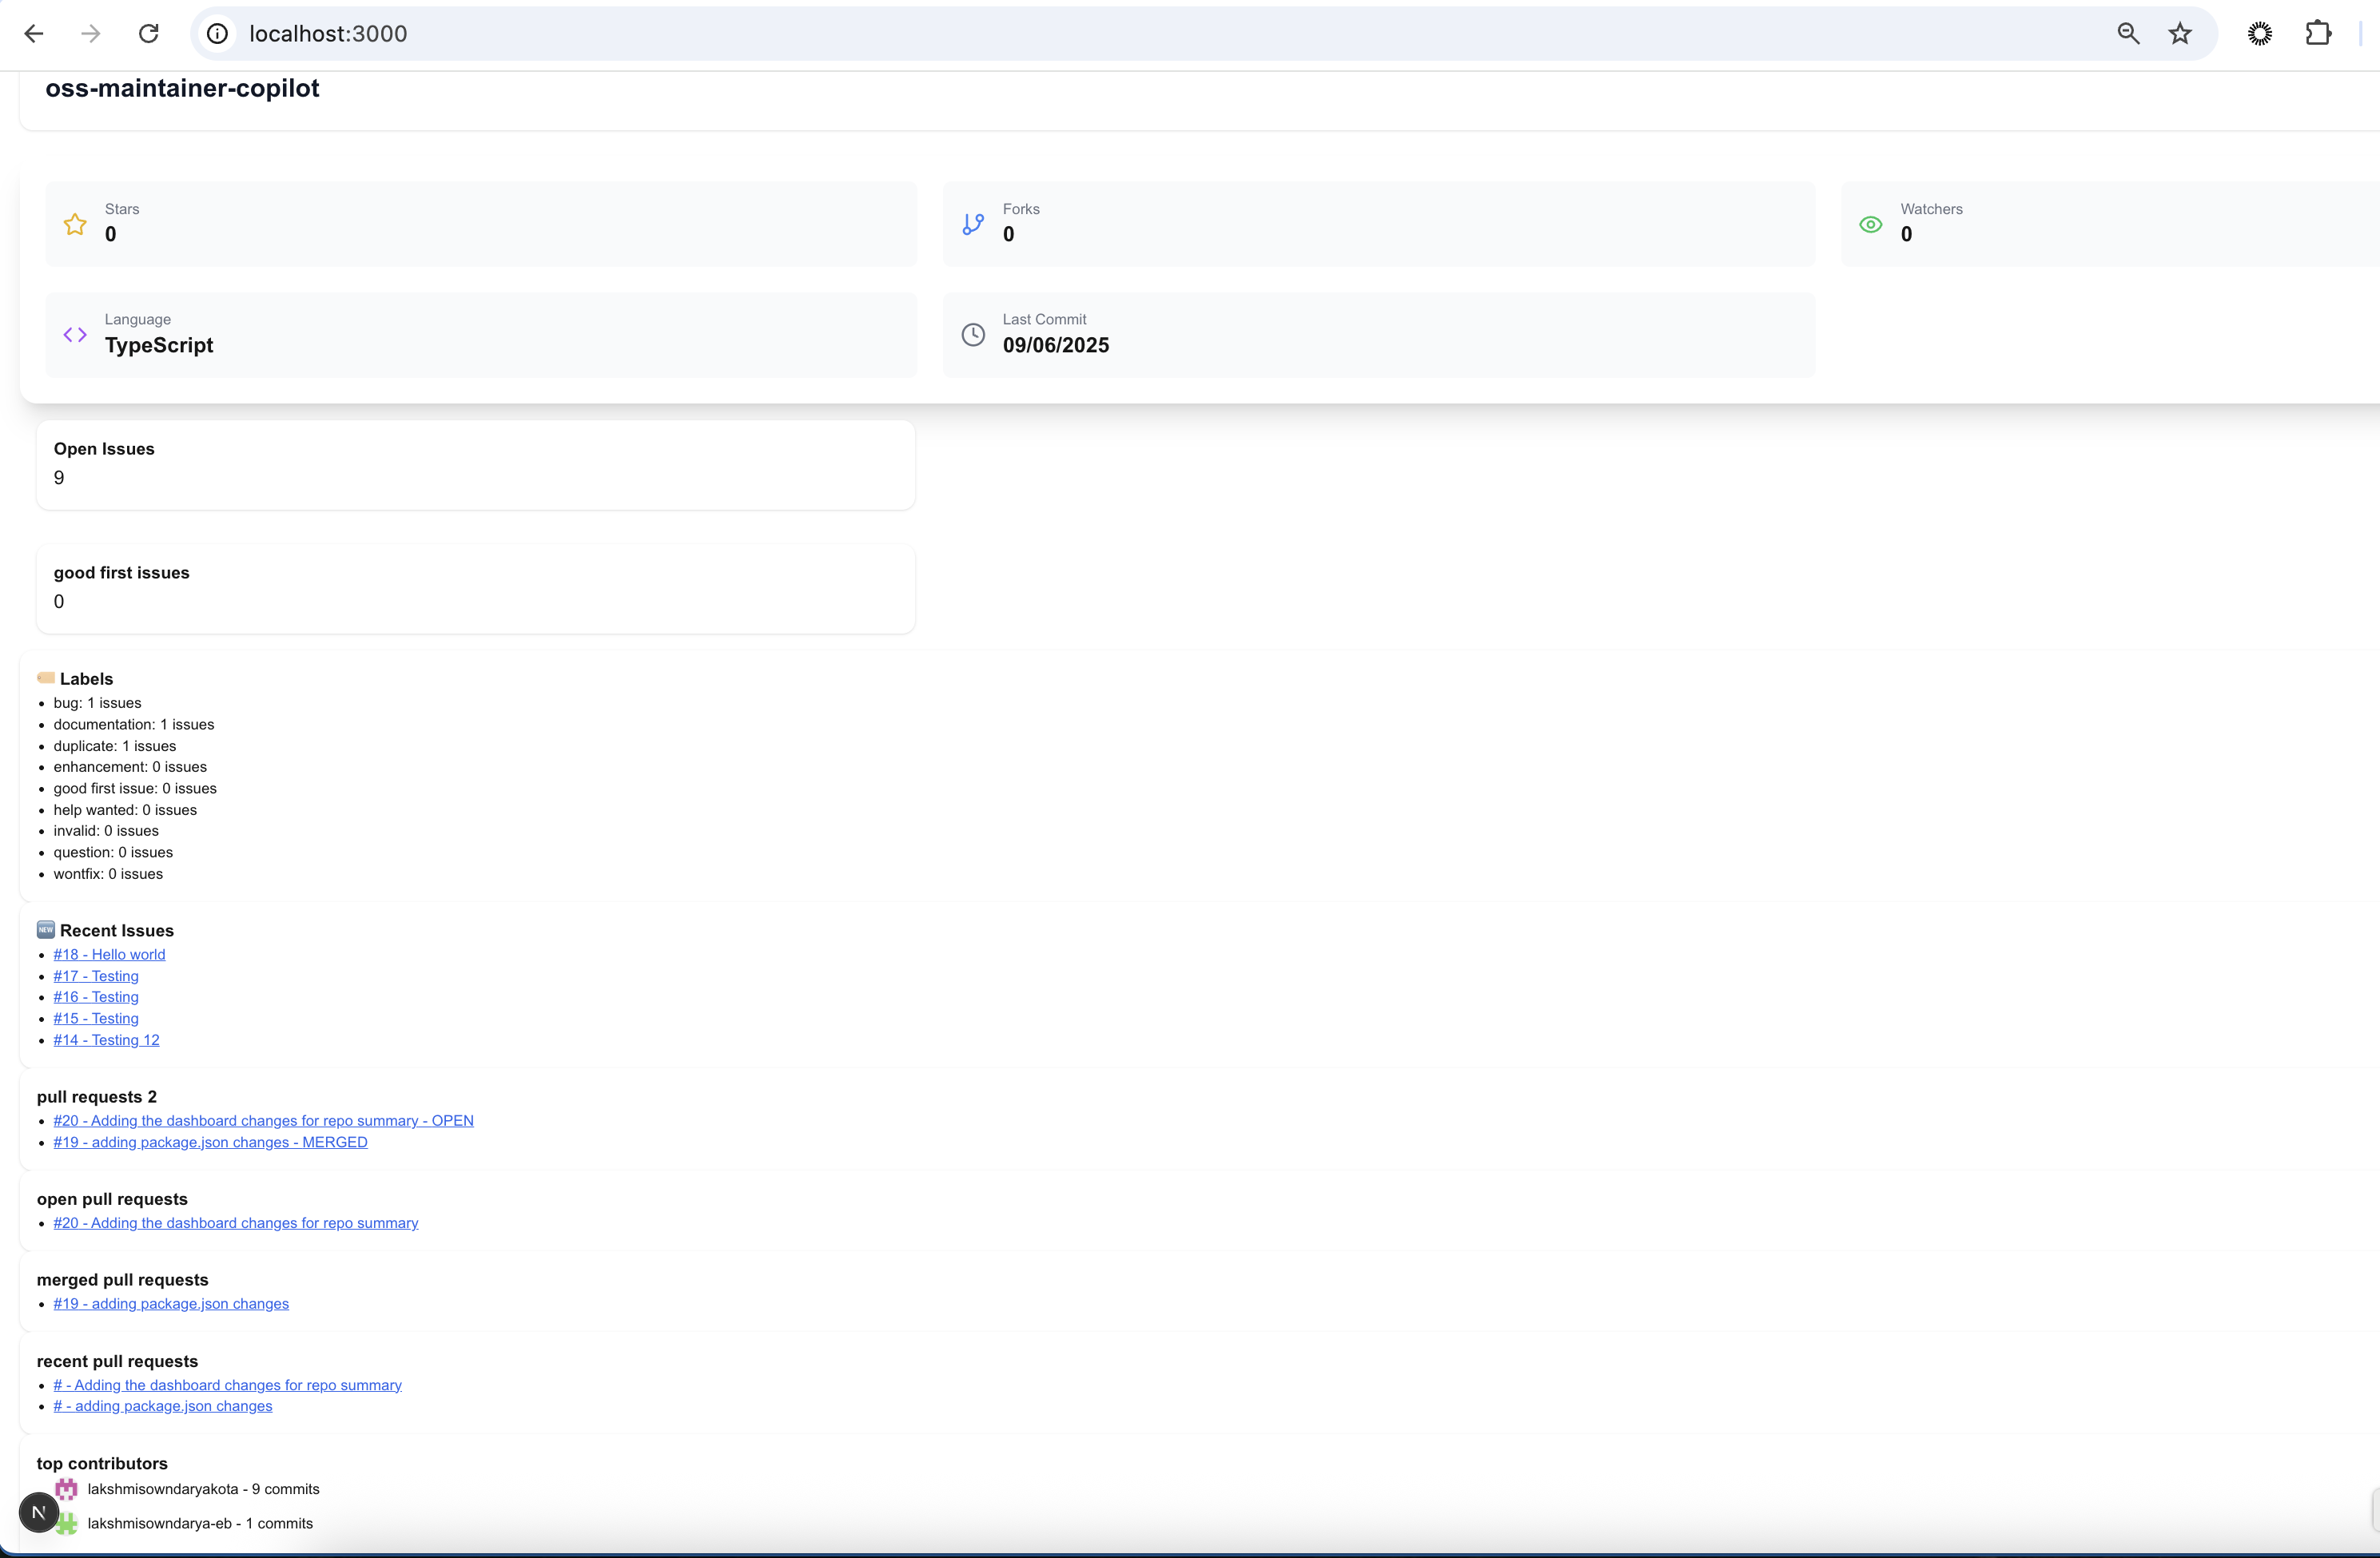 localhost:3000
oss-maintainer-copilot
Stars
0
Forks
0
Watchers
0
Language
TypeScript
Last Commit
09/06/2025
Open Issues
9
good first issues
0
Labels
bug: 1 issues
documentation: 1 issues
duplicate: 1 issues
enhancement: 0 issues
good first issue: 0 issues
help wanted: 0 issues
invalid: 0 issues
question: 0 issues
wontfix: 0 issues
NEW Recent Issues
#18 - Hello world
#17 - Testing
#16 - Testing
#15 - Testing
#14 - Testing 12
pull requests 2
#20 - Adding the dashboard changes for repo summary - OPEN
#19 - adding package.json changes - MERGED
open pull requests
#20 - Adding the dashboard changes for repo summary
merged pull requests
#19 - adding package.json changes
recent pull requests
# - Adding the dashboard changes for repo summary
# - adding package.json changes
top contributors
lakshmisowndaryakota - 9 commits
N
lakshmisowndarya-eb - 1 commits